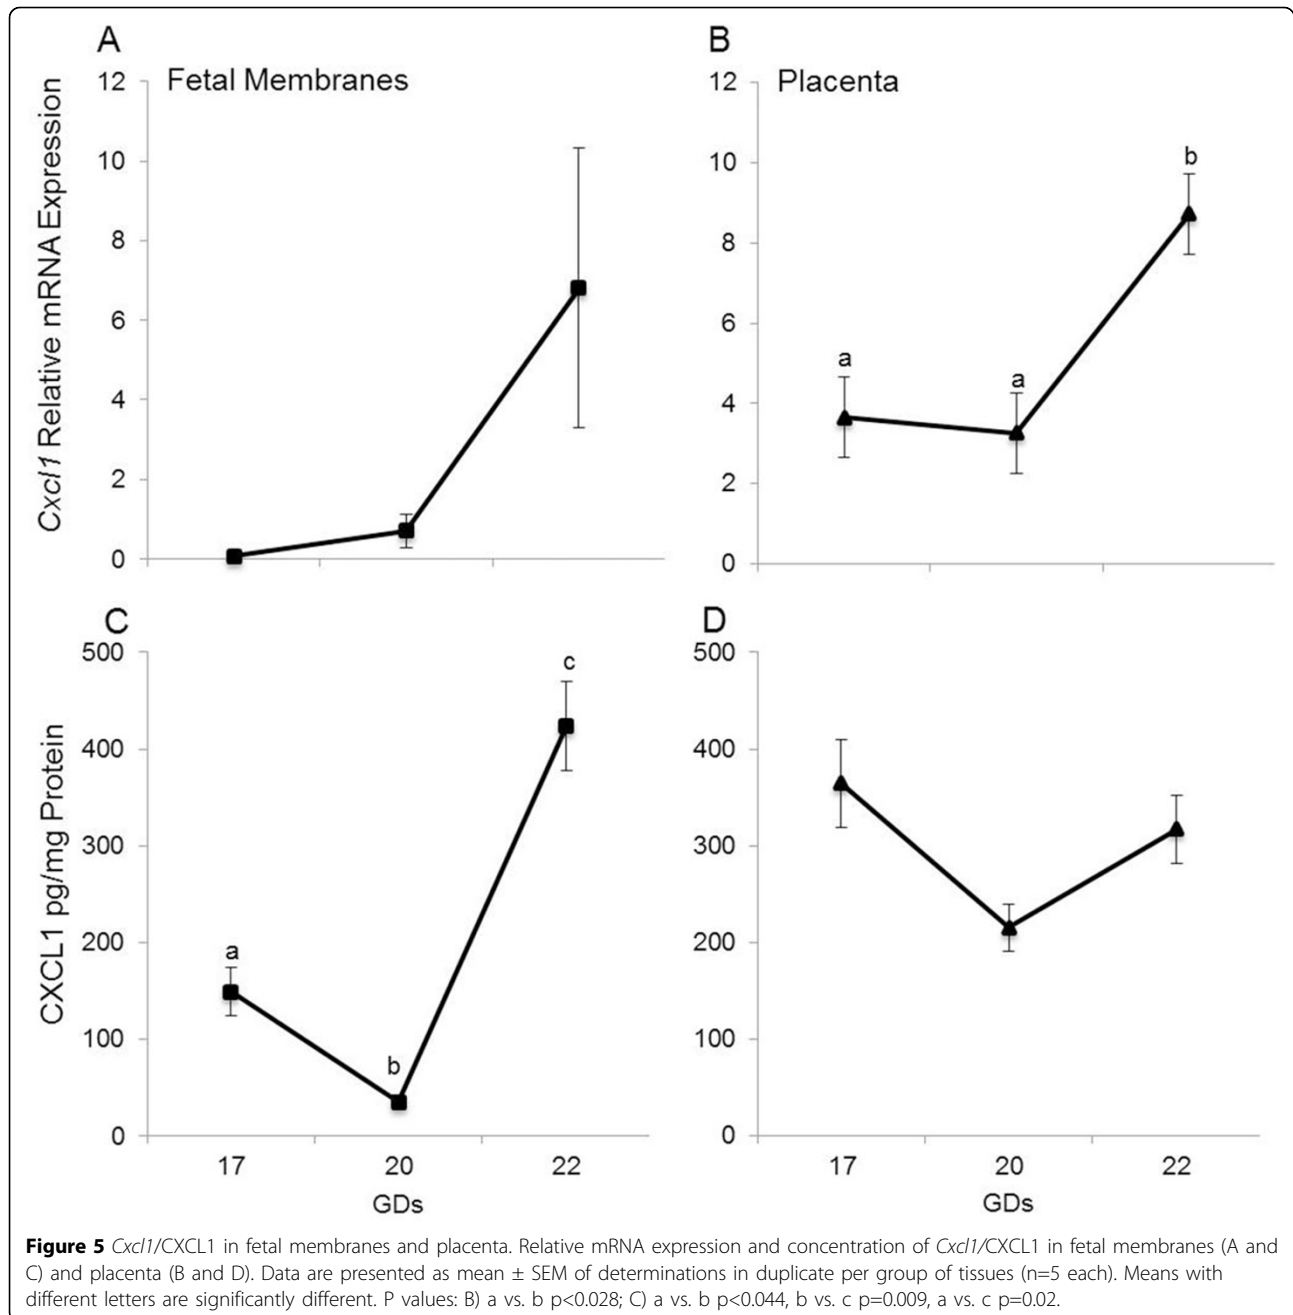 A
B
Fetal Membranes
Placenta
Cxcl1 Relative mRNA Expression
12
10
8
6
4
2
0
12
10
8
6
4
2
0
a
a
b
C
D
CXCL1 pg/mg Protein
500
400
300
200
100
0
a
b
c
500
400
300
200
100
0
17
20
22
GDs
17
20
22
GDs
Figure 5 Cxcl1/CXCL1 in fetal membranes and placenta. Relative mRNA expression and concentration of Cxcl1/CXCL1 in fetal membranes (A and
C) and placenta (B and D). Data are presented as mean ± SEM of determinations in duplicate per group of tissues (n=5 each). Means with
different letters are significantly different. P values: B) a vs. b p<0.028; C) a vs. b p<0.044, b vs. c p=0.009, a vs. c p=0.02.